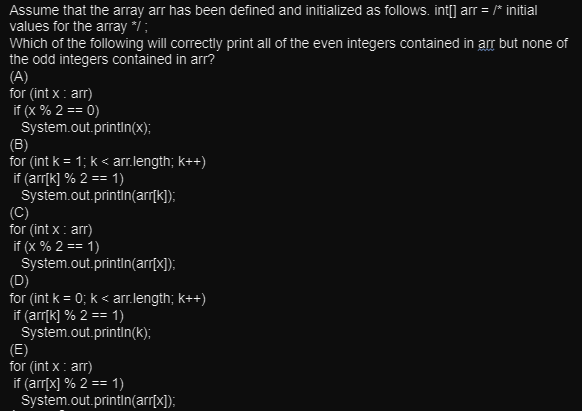 Assume that the array arr has been defined and initialized as follows. int[] arr = /* initial
values for the array */ ;
Which of the following will correctly print all of the even integers contained in arr but none of
the odd integers contained in arr?
(A)
for (int x : arr)
if (x % 2 == 0)
System.out.println(x);
(B)
for (int k = 1; k < arr.length; k++)
if (arr[k] % 2 == 1)
System.out.println(arr[k]);
(C)
for (int x : arr)
if (x % 2 == 1)
System.out.println(arr[x]);
(D)
for (int k = 0; k < arr.length; k++)
if (arr[k] % 2 == 1)
System.out.println(k);
(E)
for (int x : arr)
if (arr[x] % 2 == 1)
System.out.println(arr[x]);